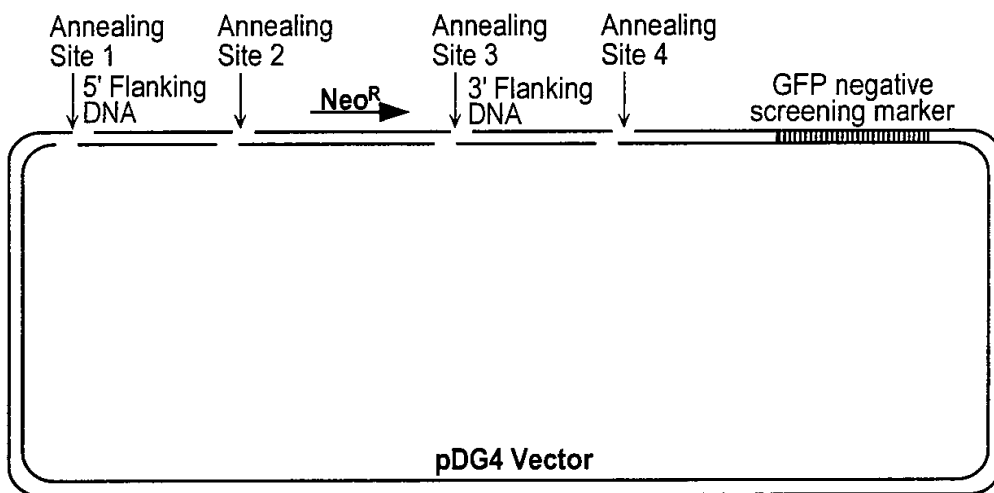 Annealing
Site 1
Annealing
Site 2
Annealing
Site 3
Annealing
Site 4
5' Flanking
DNA
NeoR
3' Flanking
DNA
GFP negative
screening marker
pDG4 Vector